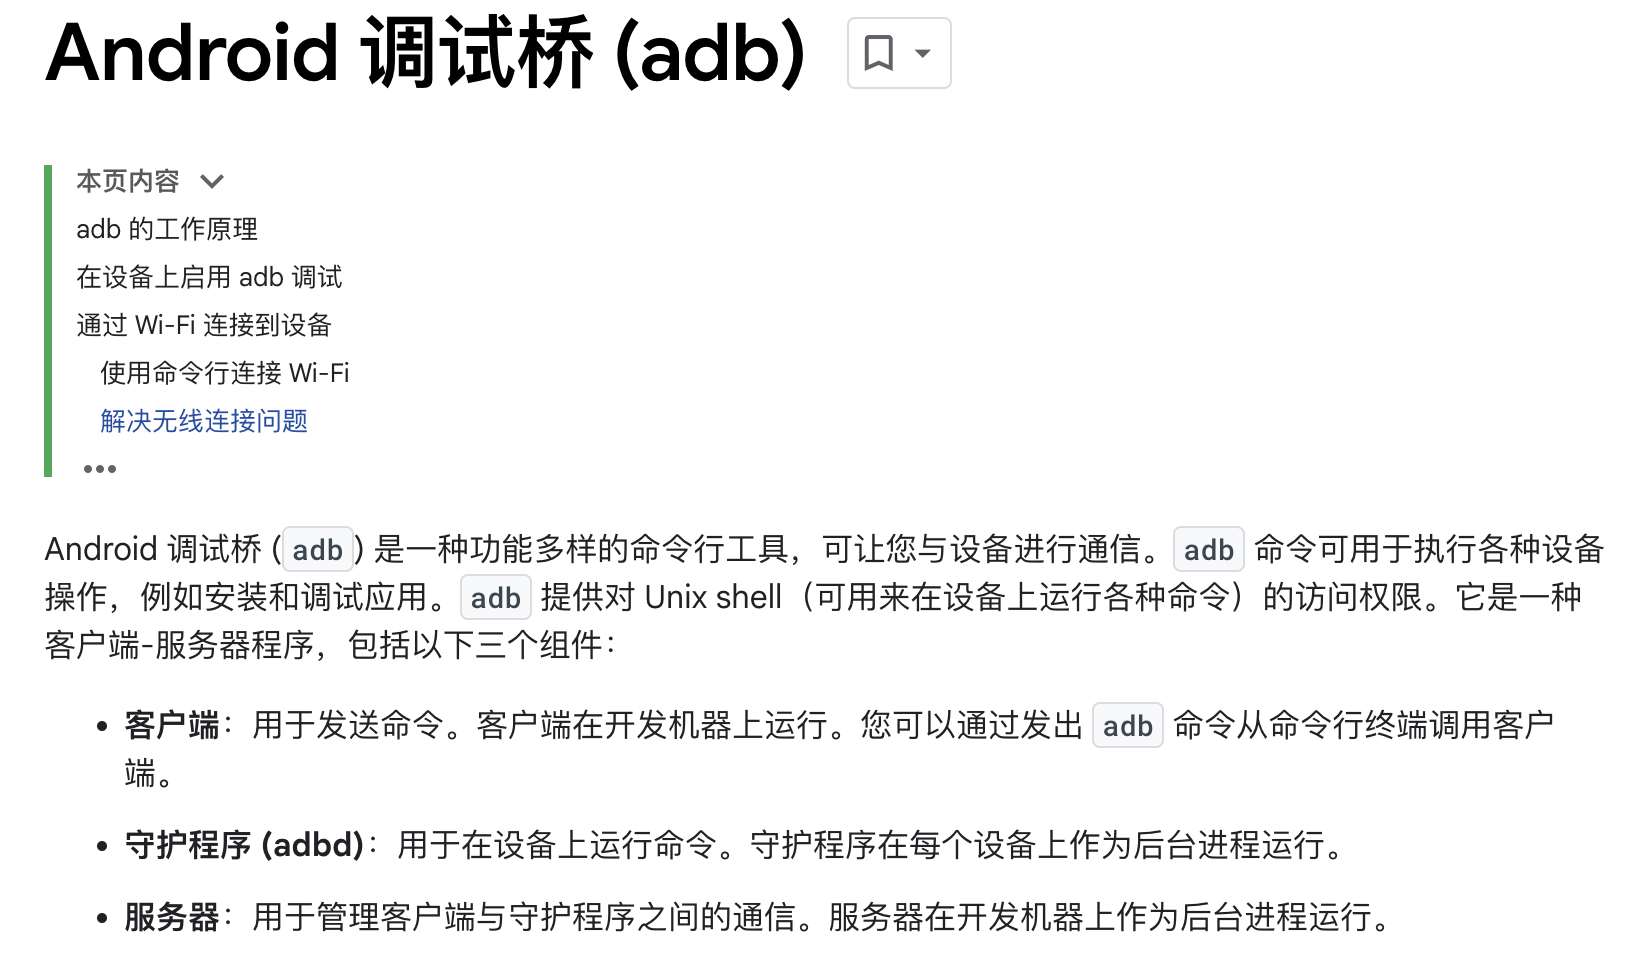 Android 调试桥 (adb)
本页内容
adb 的工作原理
在设备上启用 adb 调试
通过 Wi-Fi 连接到设备
使用命令行连接 Wi-Fi
解决无线连接问题
•••
Android 调试桥 (adb) 是一种功能多样的命令行工具，可让您与设备进行通信。adb 命令可用于执行各种设备
操作，例如安装和调试应用。adb 提供对 Unix shell（可用来在设备上运行各种命令）的访问权限。它是一种
客户端-服务器程序，包括以下三个组件：
• 客户端：用于发送命令。客户端在开发机器上运行。您可以通过发出 adb 命令从命令行终端调用客户
端。
• 守护程序 (adbd)：用于在设备上运行命令。守护程序在每个设备上作为后台进程运行。
• 服务器：用于管理客户端与守护程序之间的通信。服务器在开发机器上作为后台进程运行。